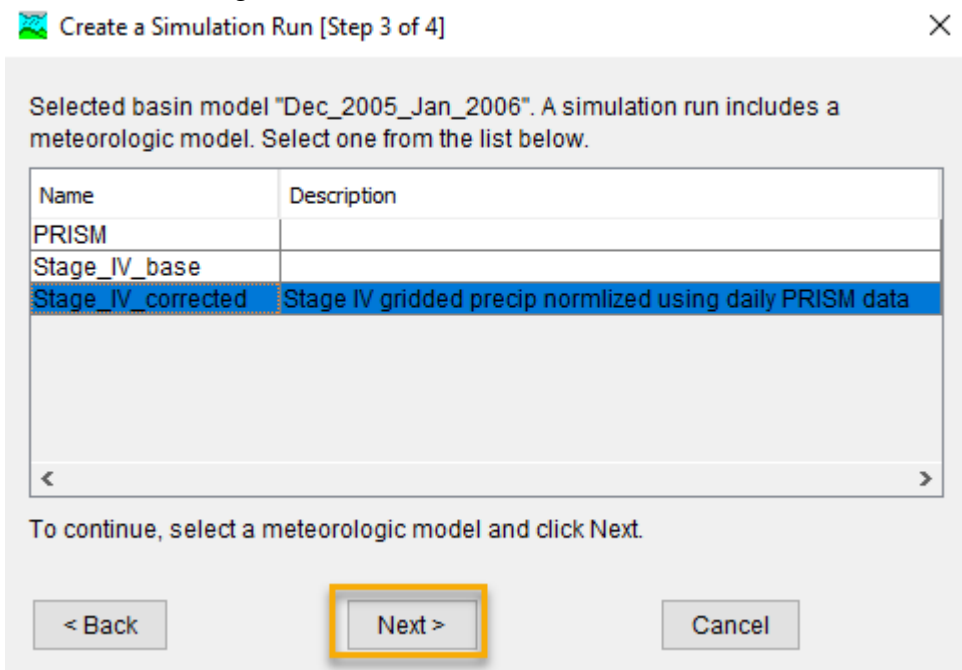 Create a Simulation Run [Step 3 of 4]
Selected basin model "Dec_2005_Jan_2006". A simulation run includes a
meteorologic model. Select one from the list below.
Name Description
PRISM
Stage_IV_base
Stage_IV_corrected Stage IV gridded precip normlized using daily PRISM data
< >
To continue, select a meteorologic model and click Next.
< Back Next > Cancel